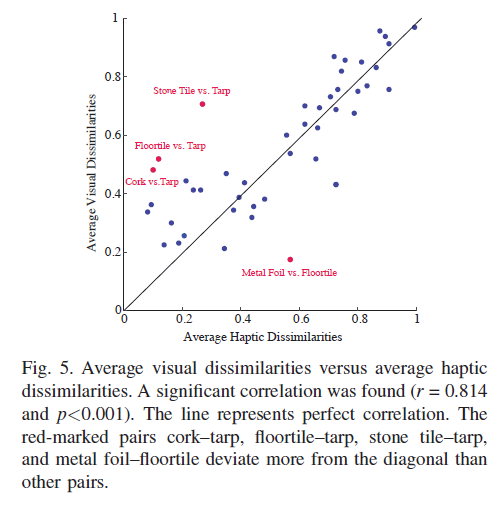 1
0.8
Stone Tile vs. Tarp
0.6
Floortile vs. Tarp
Cork vs.Tarp
0.4
0.2
Metal Foil vs. Floortile
0
0 0.2 0.4 0.6 0.8 1
Average Visual Dissimilarities
Average Haptic Dissimilarities
Fig. 5. Average visual dissimilarities versus average haptic
dissimilarities. A significant correlation was found (r = 0.814
and p<0.001). The line represents perfect correlation. The
red-marked pairs cork–tarp, floortile–tarp, stone tile–tarp,
and metal foil–floortile deviate more from the diagonal than
other pairs.